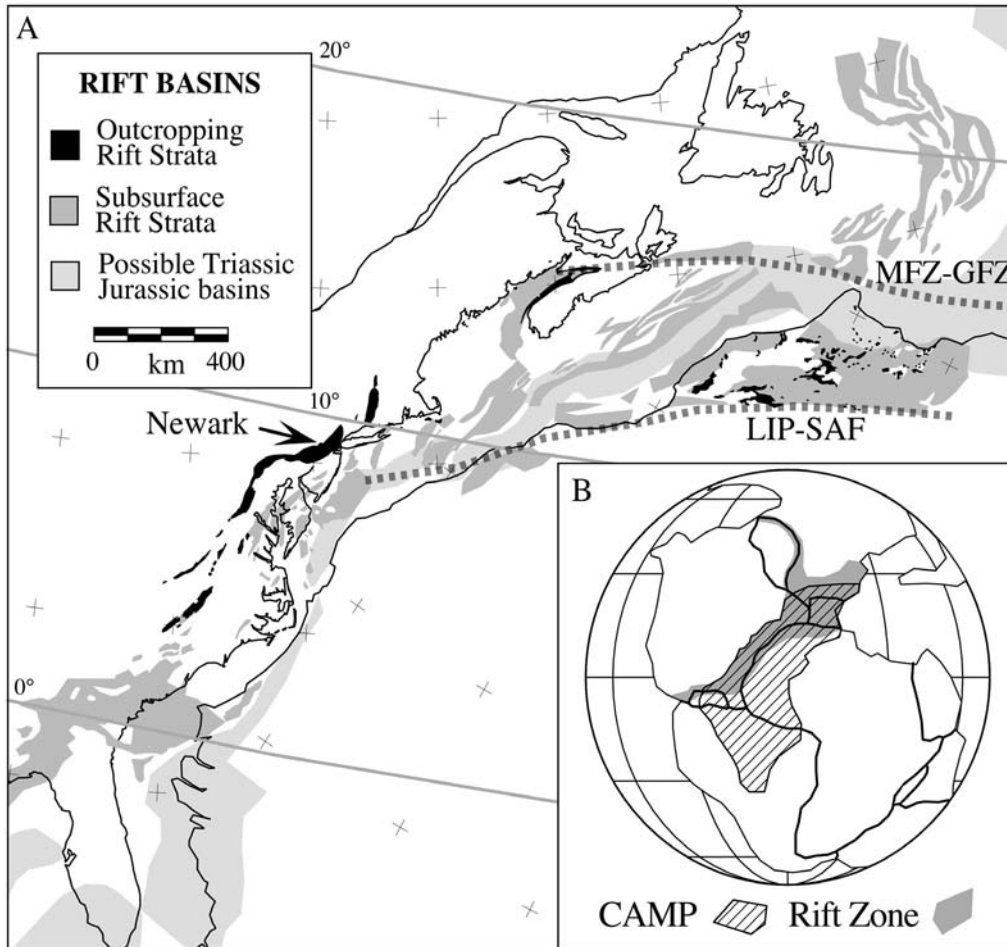 A
20°
RIFT BASINS
Outcropping
Rift Strata
Subsurface
Rift Strata
Possible Triassic
Jurassic basins
0 km 400
MFZ-GFZ
10°
Newark
LIP-SAF
B
0°
CAMP Rift Zone